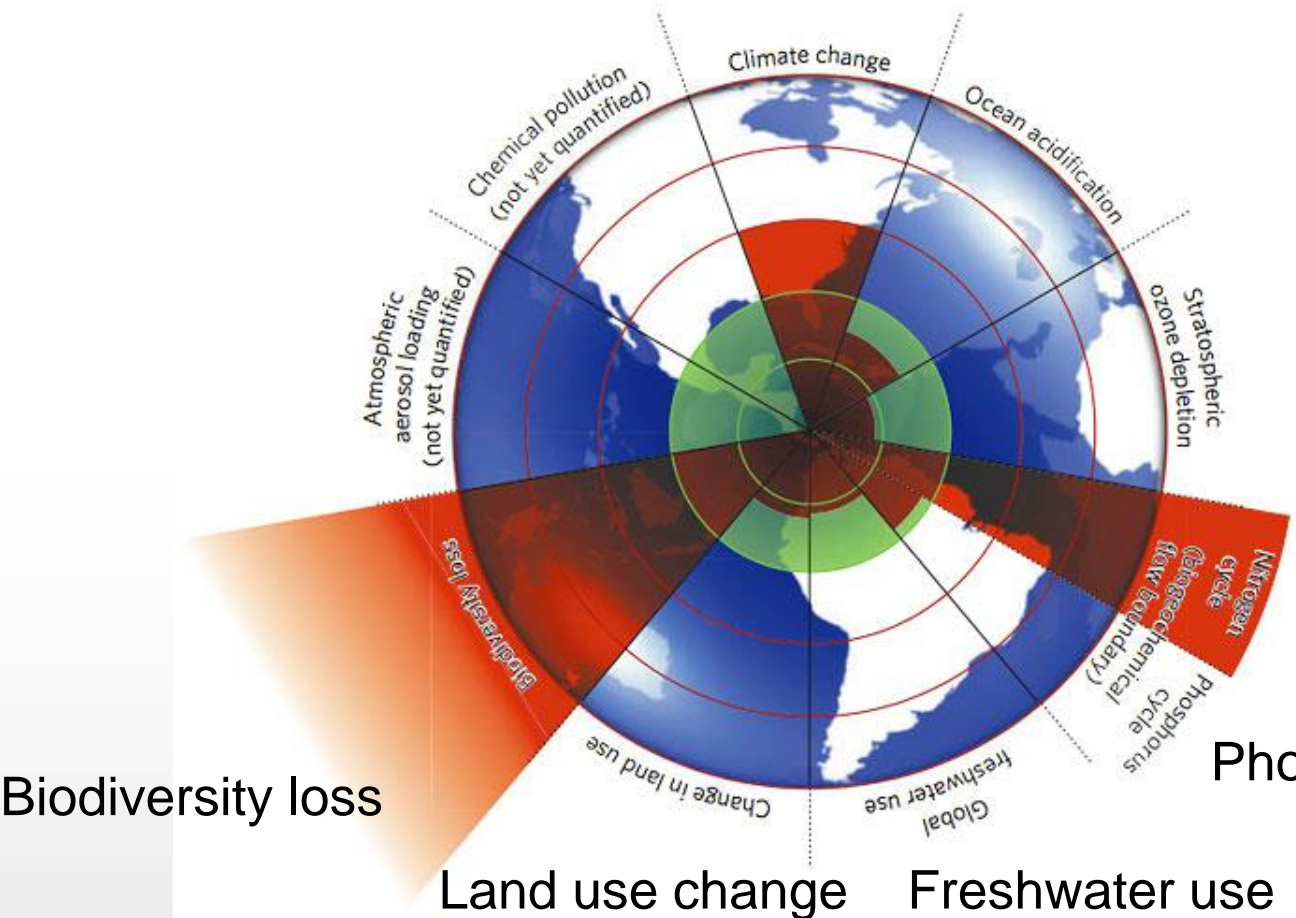 Climate change
Ocean acidification
Stratospheric
ozone depletion
Nitrogen
cycle
(biogeochemical
flow boundary)
Phosphorus
cycle
Global
freshwater use
Change in land use
Biodiversity loss
Atmospheric
aerosol loading
(not yet quantified)
Chemical pollution
(not yet quantified)
Pho
Biodiversity loss
Land use change
Freshwater use